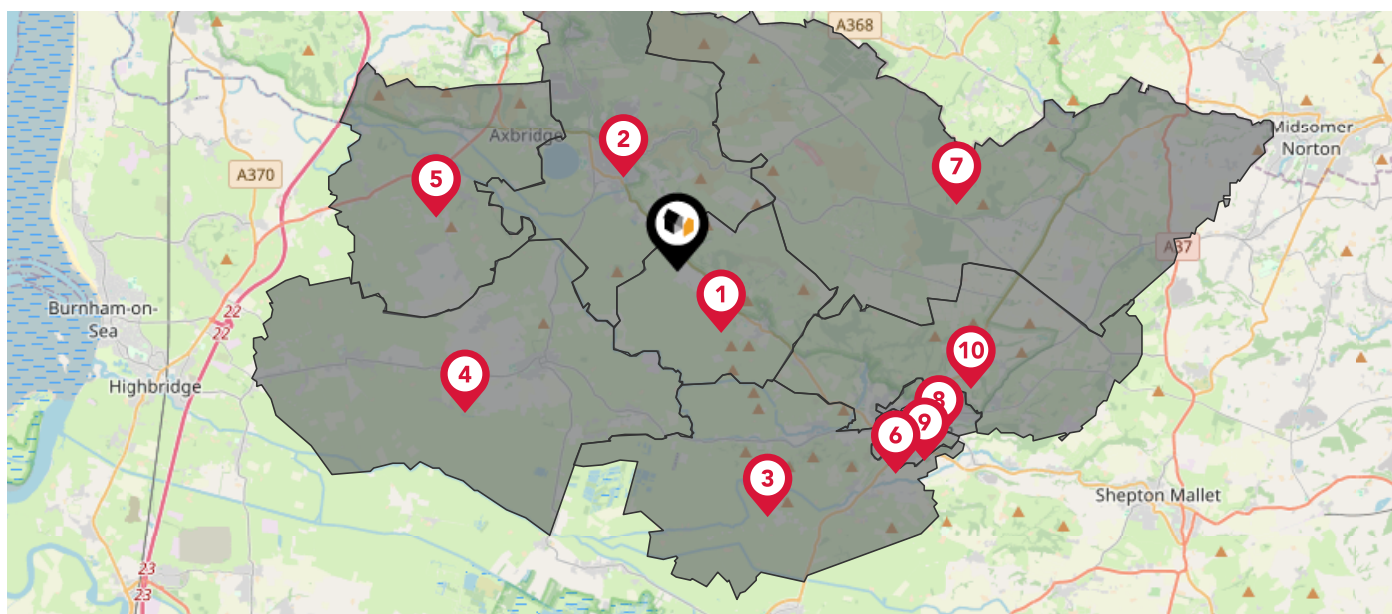 A368
Axbridge
Midsomer
Norton
2
7
A370
5
A37
1
22
22
Burnham-on-
Sea
10
Highbridge
4
8
9
6
3
Shepton Mallet
23
23